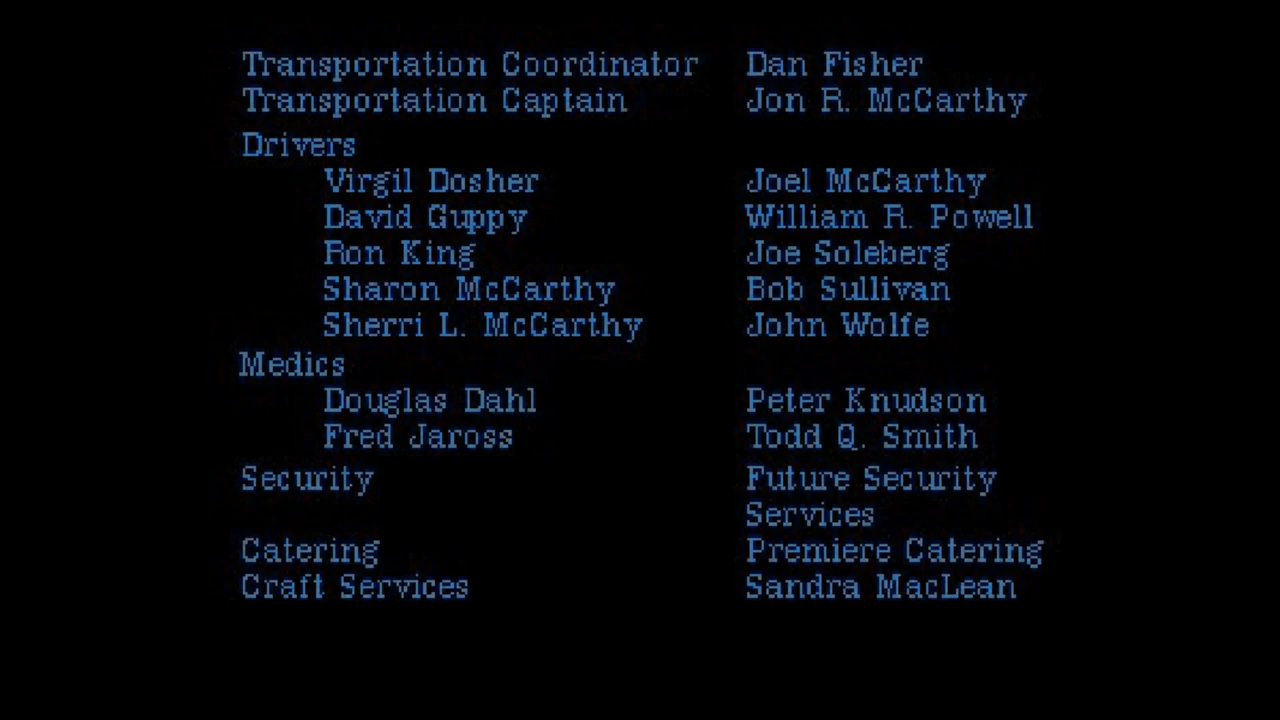 Transportation Coordinator Dan Fisher
Transportation Captain Jon R. McCarthy
Drivers
Virgil Dosher Joel McCarthy
David Guppy William R. Powell
Ron King Joe Soleberg
Sharon McCarthy Bob Sullivan
Sherri L. McCarthy John Wolfe
Medics
Douglas Dahl Peter Knudson
Fred Jaross Todd Q. Smith
Security Future Security
Services
Catering Premiere Catering
Craft Services Sandra MacLean